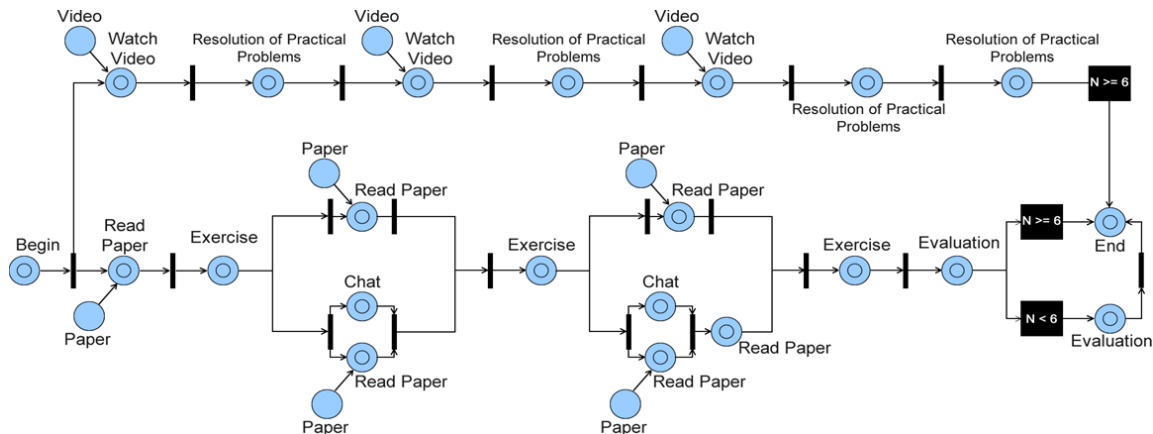 Video
Watch
Video
Resolution of Practical
Problems
Video
Watch
Video
Resolution of Practical
Problems
Video
Watch
Video
Resolution of Practical
Problems
Resolution of Practical
Problems
N >= 6
Paper
Read Paper
Paper
Read Paper
Begin
Read
Paper
Exercise
Exercise
Exercise
Evaluation
N >= 6
End
Paper
Chat
Read Paper
Paper
Chat
Read Paper
Read Paper
Paper
N < 6
Evaluation